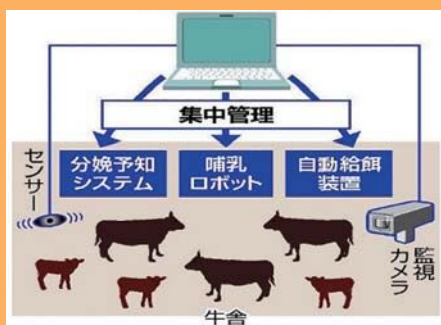 集中管理
センサー
分娩予知
システム
哺乳
ロボット
自動給餌
装置
監視
カメラ
牛舎